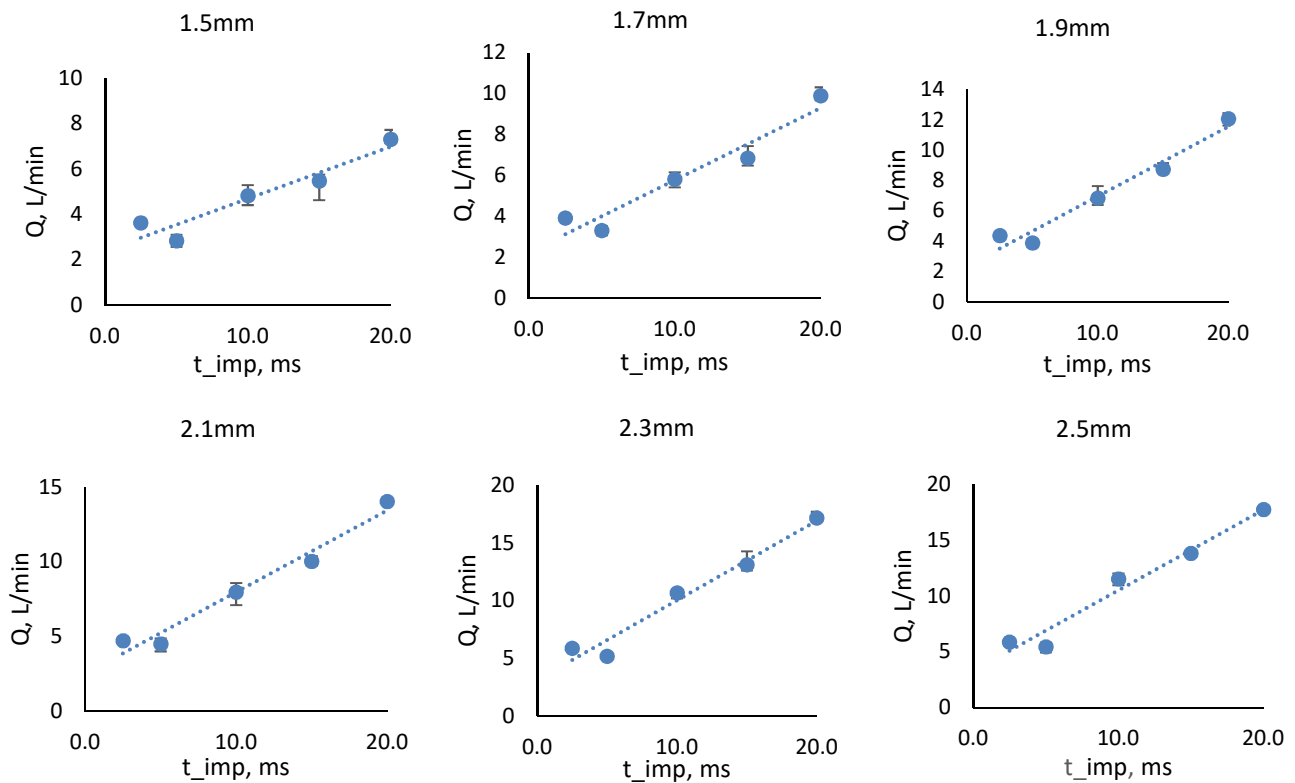 1.5mm
10
8
6
4
2
0
Q, L/min
0.0 10.0 20.0
t_imp, ms
1.7mm
12
10
8
6
4
2
0
Q, L/min
0.0 10.0 20.0
t_imp, ms
1.9mm
14
12
10
8
6
4
2
0
Q, L/min
0.0 10.0 20.0
t_imp, ms
2.1mm
15
10
5
0
Q, L/min
0.0 10.0 20.0
t_imp, ms
2.3mm
20
15
10
5
0
Q, L/min
0.0 10.0 20.0
t_imp, ms
2.5mm
20
15
10
5
0
Q, L/min
0.0 10.0 20.0
t_imp, ms